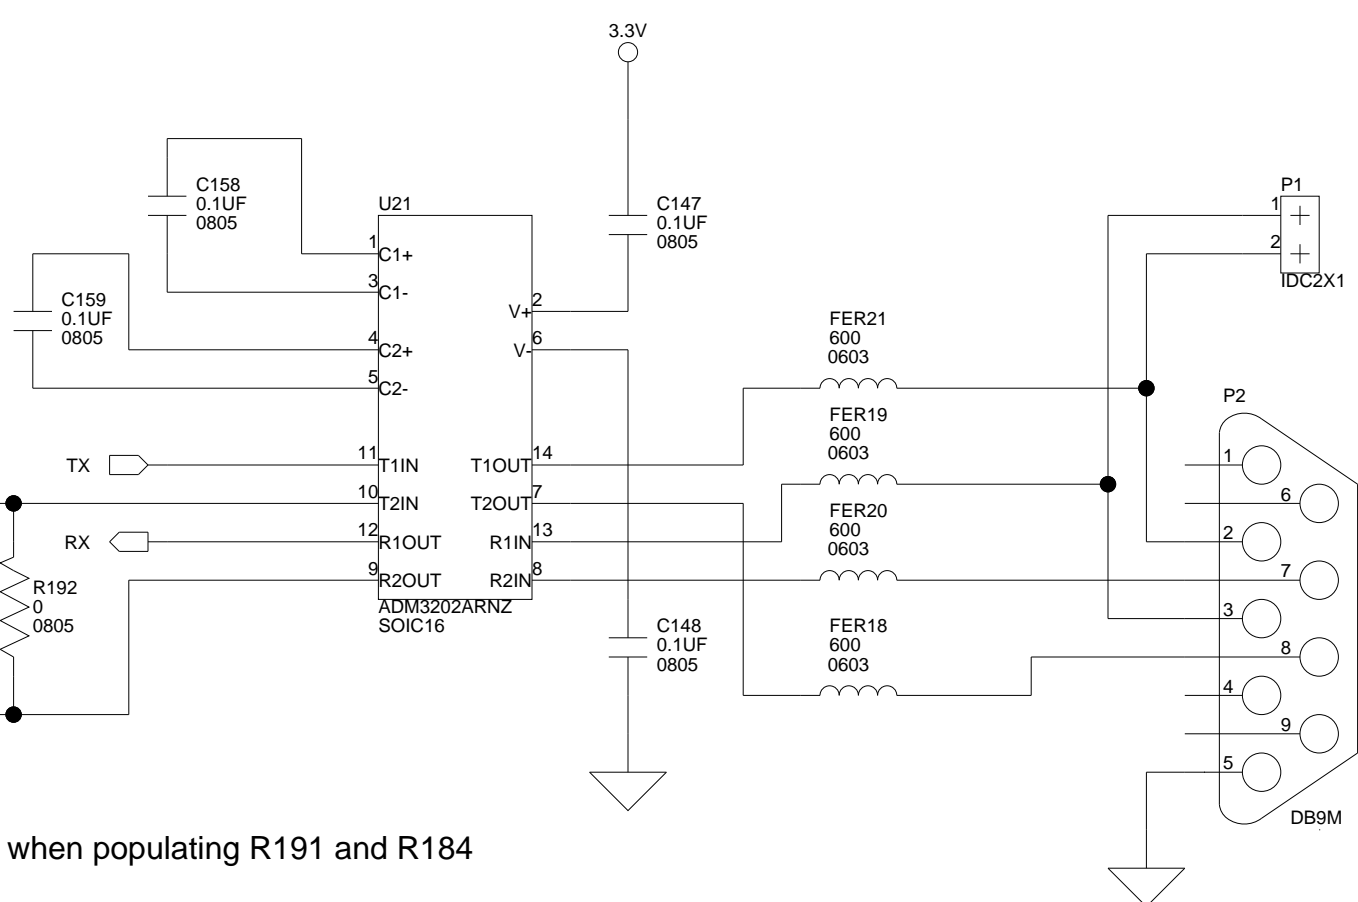 3.3V
C158
0.1UF
0805
U21
C147
0.1UF
0805
P1
1
2
IDC2X1
1
C1+
3
C1-
C159
0.1UF
0805
4
C2+
5
C2-
V+
2
V-
6
FER21
600
0603
FER19
600
0603
P2
TX
11
T1IN
T1OUT
14
10
T2IN
T2OUT
7
RX
12
R1OUT
R1IN
13
9
R2OUT
R2IN
8
FER20
600
0603
1
6
2
7
3
8
4
9
5
R192
0
0805
ADM3202ARNZ
SOIC16
C148
0.1UF
0805
FER18
600
0603
DB9M
when populating R191 and R184